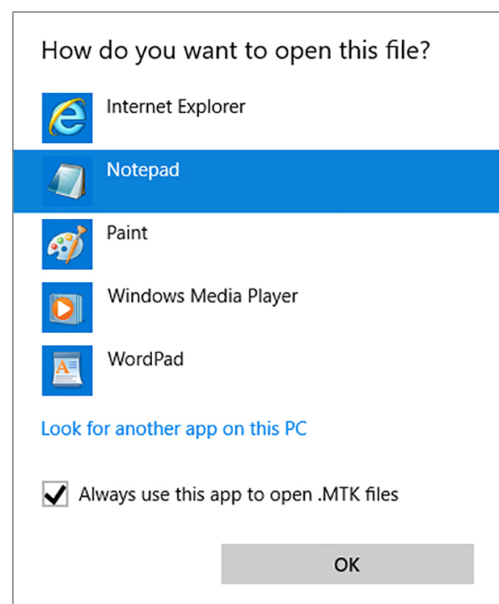 How do you want to open this file?
Internet Explorer
Notepad
Paint
Windows Media Player
WordPad
Look for another app on this PC
Always use this app to open .MTK files
OK